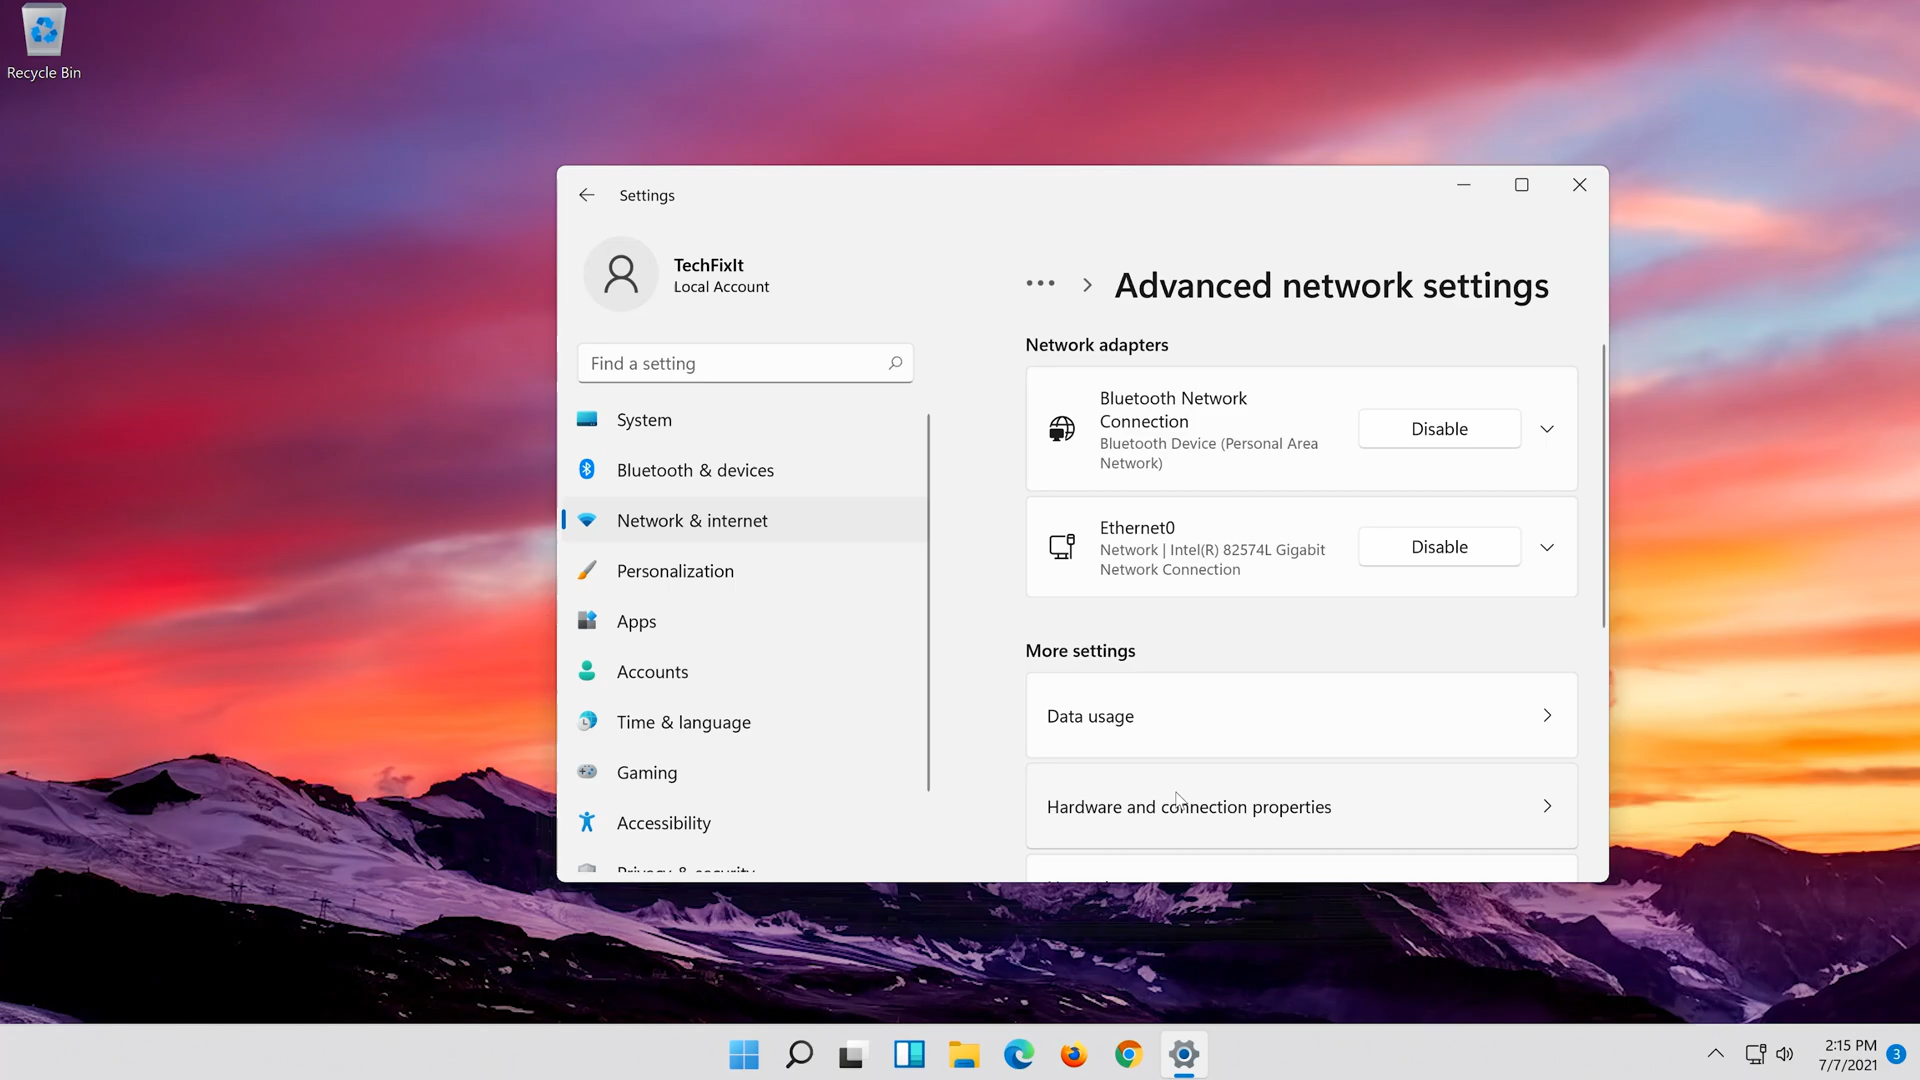 Recycle Bin
Settings
TechFixIt
Local Account
Find a setting
System
Bluetooth & devices
Network & internet
Personalization
Apps
Accounts
Time & language
Gaming
Accessibility
Privacy & security
Advanced network settings
Network adapters
Bluetooth Network
Connection
Bluetooth Device (Personal Area
Network)
Disable
Ethernet0
Network | Intel(R) 82574L Gigabit
Network Connection
Disable
More settings
Data usage
Hardware and connection properties
2:15 PM
7/7/2021
3